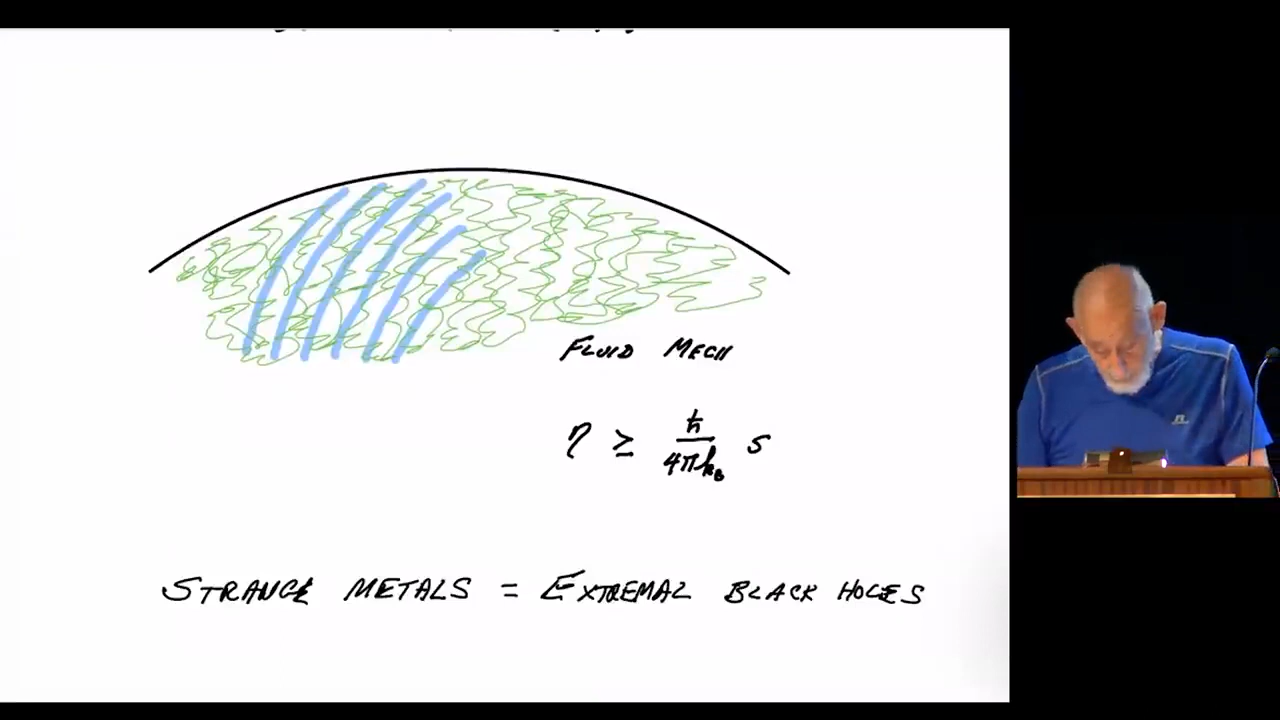 FLUID MECH
η ≥ ħ/4πk_B s
STRANGE METALS = EXTREMAL BLACK HOLES